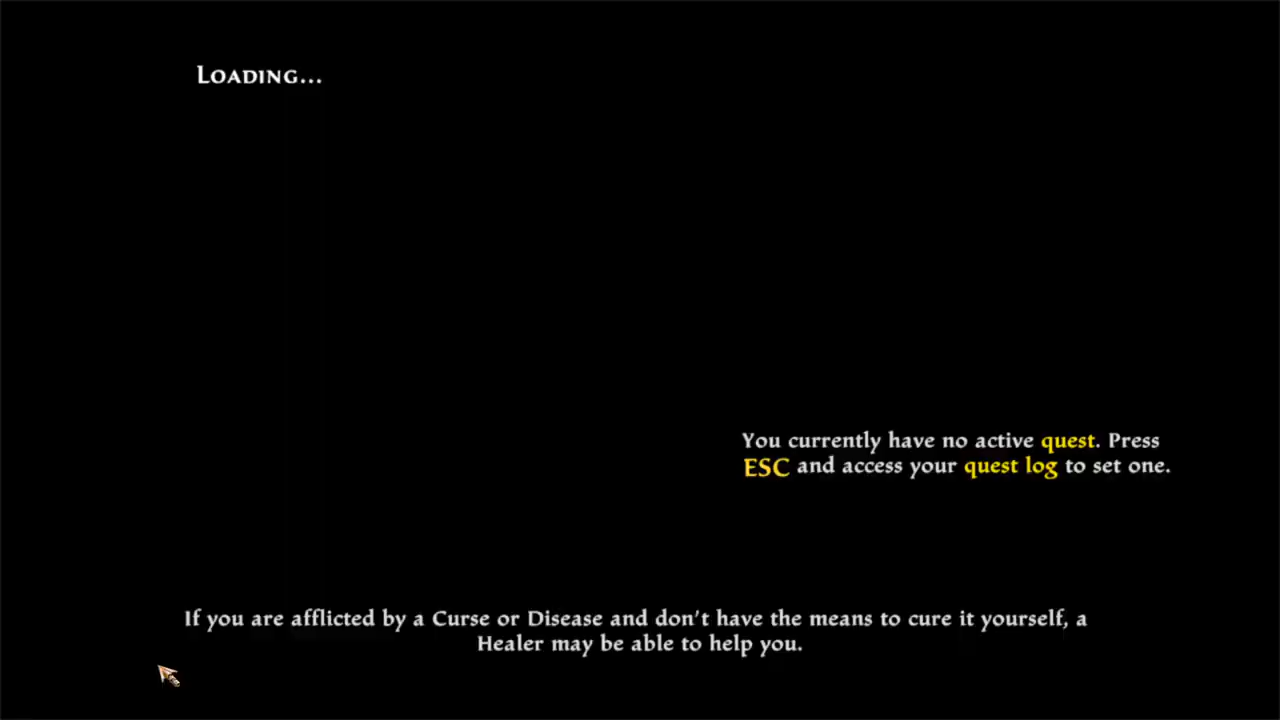 LOADING...
You currently have no active quest. Press
ESC and access your quest log to set one.
If you are afflicted by a Curse or Disease and don't have the means to cure it yourself, a
Healer may be able to help you.